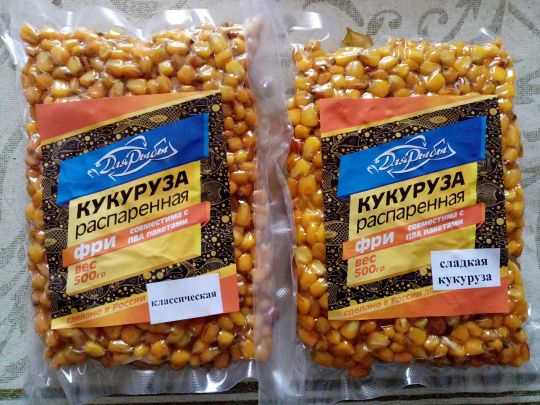 ДляРыбы
КУКУРУЗА
распаренная
фри
совместима с
ПВА пакетами
вес
500гр
классическая
сделано в России
ДляРыбы
КУКУРУЗА
распаренная
фри
совместима с
ПВА пакетами
вес
500гр
сладкая
кукуруза
сделано в России